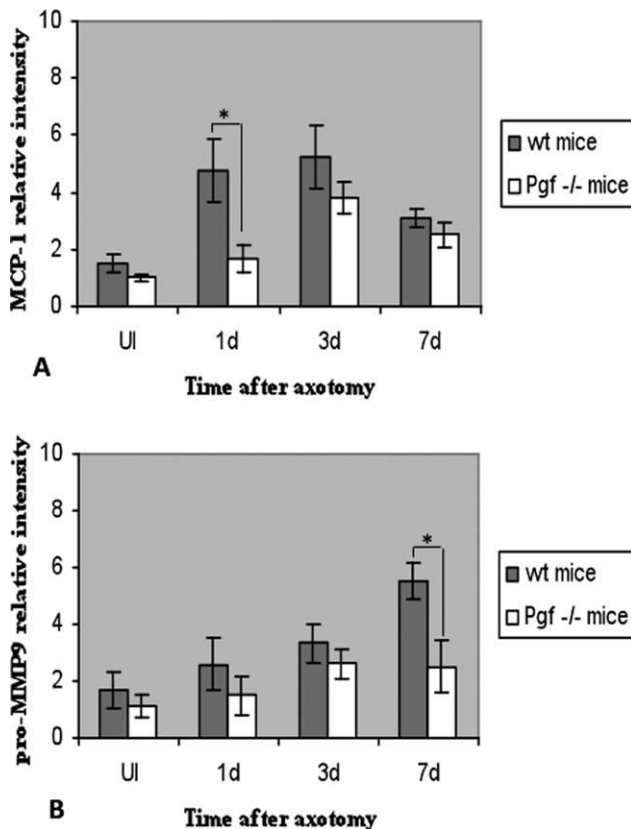 MCP-1 relative intensity
10
8
6
4
2
0
*
UI 1d 3d 7d
Time after axotomy
A
wt mice
Pgf -/- mice
pro-MMP9 relative intensity
10
8
6
4
2
0
*
UI 1d 3d 7d
Time after axotomy
B
wt mice
Pgf -/- mice